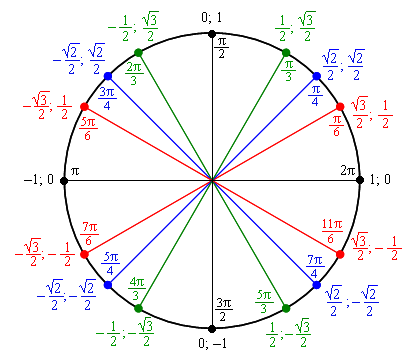 0; 1
-1/2; √3/2
1/2; √3/2
-√2/2; √2/2
√2/2; √2/2
π/2
2π/3
π/3
3π/4
π/4
-√3/2; 1/2
√3/2; 1/2
5π/6
π/6
-1; 0
π
2π
1; 0
7π/6
11π/6
-√3/2; -1/2
√3/2; -1/2
5π/4
7π/4
-√2/2; -√2/2
√2/2; -√2/2
4π/3
5π/3
3π/2
-1/2; -√3/2
1/2; -√3/2
0; -1